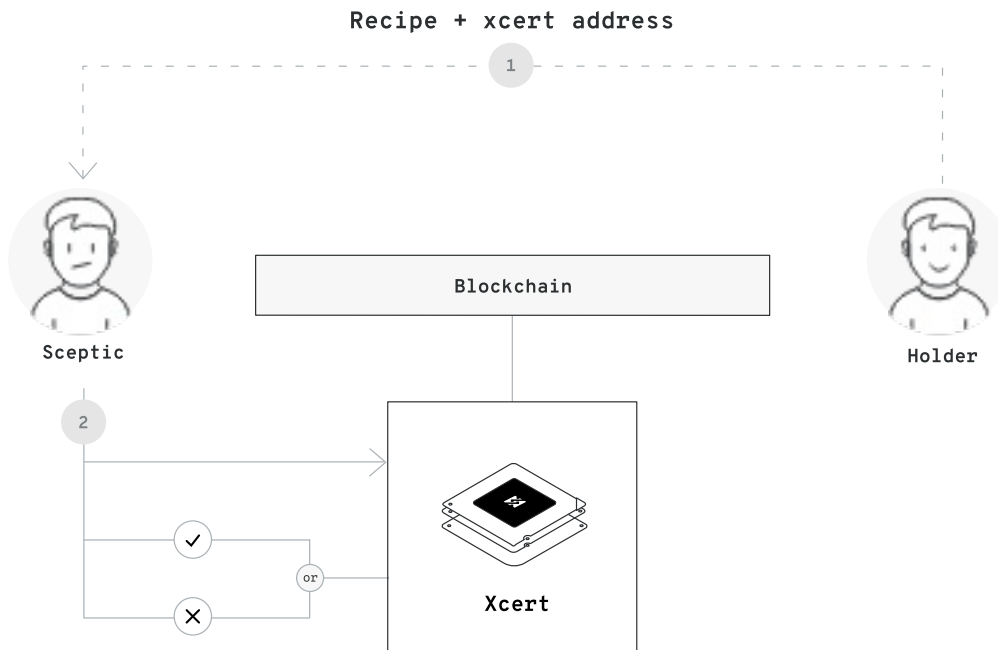 Recipe + xcert address
1
Blockchain
Sceptic
Holder
2
or
Xcert